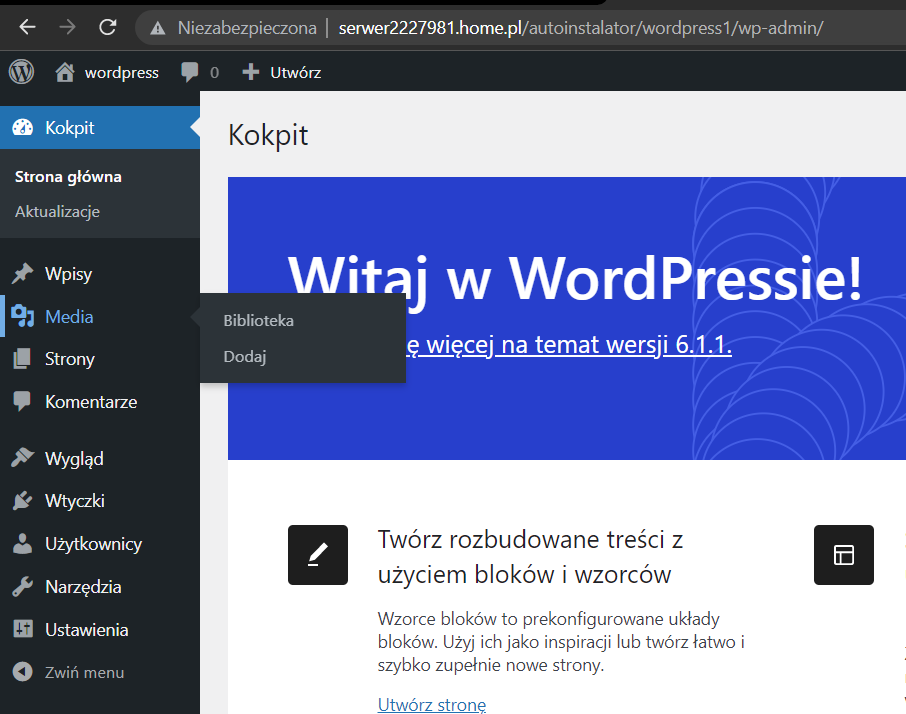 Niezabezpieczona
serwer2227981.home.pl/autoinstalator/wordpress1/wp-admin/
wordpress
0
Utwórz
Kokpit
Strona główna
Aktualizacje
Wpisy
Media
Biblioteka
Dodaj
Strony
Komentarze
Wygląd
Wtyczki
Użytkownicy
Narzędzia
Ustawienia
Zwiń menu
Kokpit
Witaj w WordPressie!
więcej na temat wersji 6.1.1.
Twórz rozbudowane treści z
użyciem bloków i wzorców
Wzorce bloków to prekonfigurowane układy
bloków. Użyj ich jako inspiracji lub twórz łatwo i
szybko zupełnie nowe strony.
Utwórz stronę